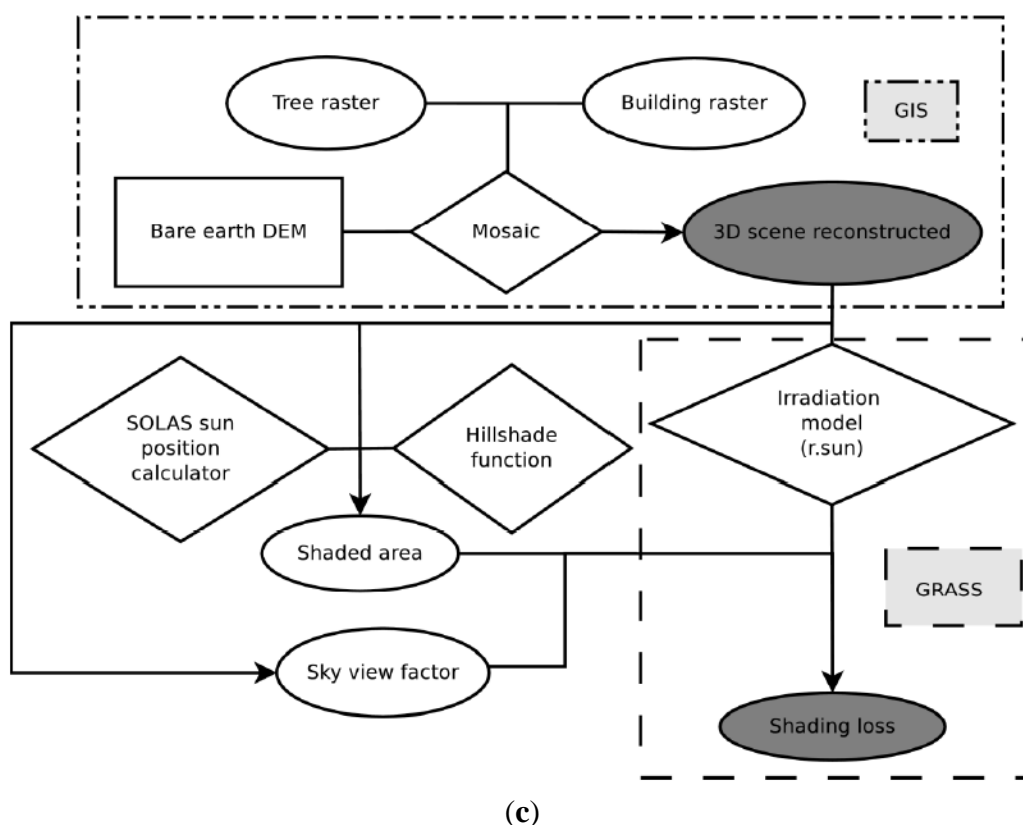 Tree raster
Building raster
GIS
Bare earth DEM
Mosaic
3D scene reconstructed
SOLAS sun
position
calculator
Hillshade
function
Irradiation
model
(r.sun)
Shaded area
GRASS
Sky view factor
Shading loss
(c)